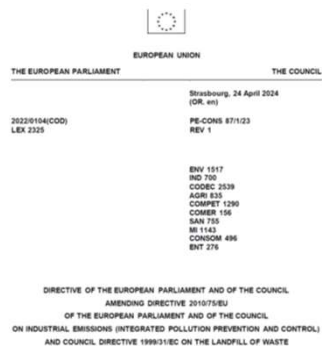 EUROPEAN UNION
THE EUROPEAN PARLIAMENT THE COUNCIL
Strasbourg, 24 April 2024
(OR. en)
2022/0104(COD) PE-CONS 87/1/23
LEX 2325 REV 1
ENV 1517
IND 700
CODEC 2539
AGRI 835
COMPET 1290
COMER 156
SAN 755
MI 1143
CONSOM 496
ENT 276
DIRECTIVE OF THE EUROPEAN PARLIAMENT AND OF THE COUNCIL
AMENDING DIRECTIVE 2010/75/EU
OF THE EUROPEAN PARLIAMENT AND OF THE COUNCIL
ON INDUSTRIAL EMISSIONS (INTEGRATED POLLUTION PREVENTION AND CONTROL)
AND COUNCIL DIRECTIVE 1999/31/EC ON THE LANDFILL OF WASTE